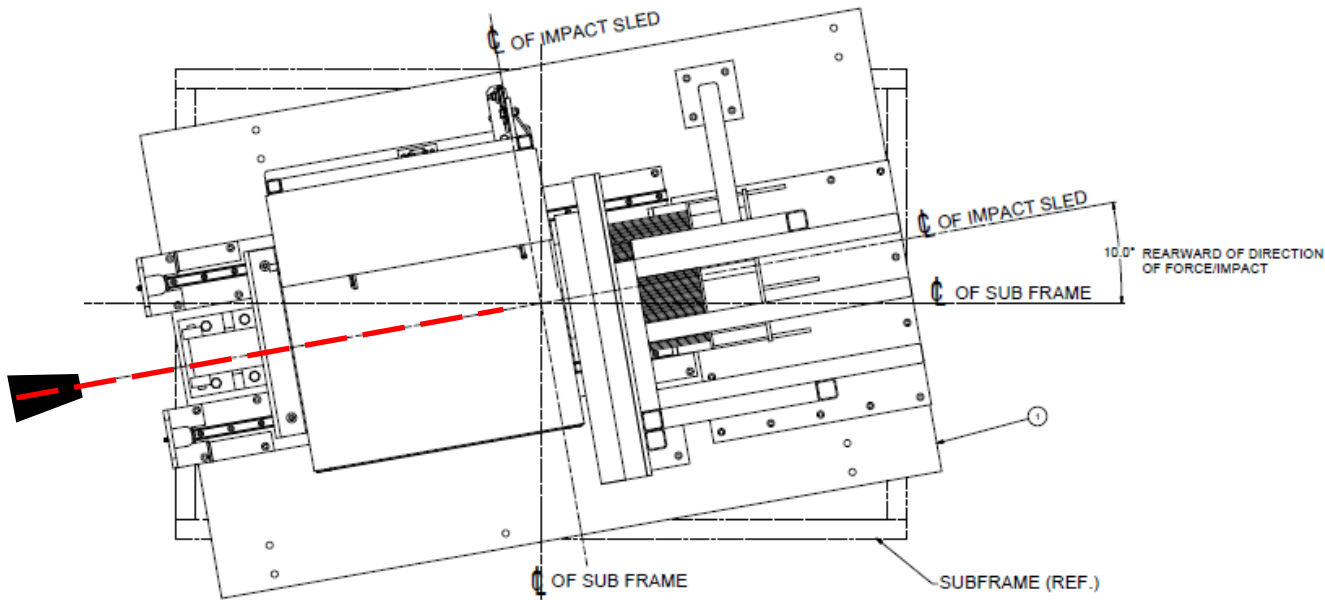 ℄ OF IMPACT SLED
℄ OF IMPACT SLED
10.0° REARWARD OF DIRECTION
OF FORCE/IMPACT
℄ OF SUB FRAME
1
℄ OF SUB FRAME
SUBFRAME (REF.)